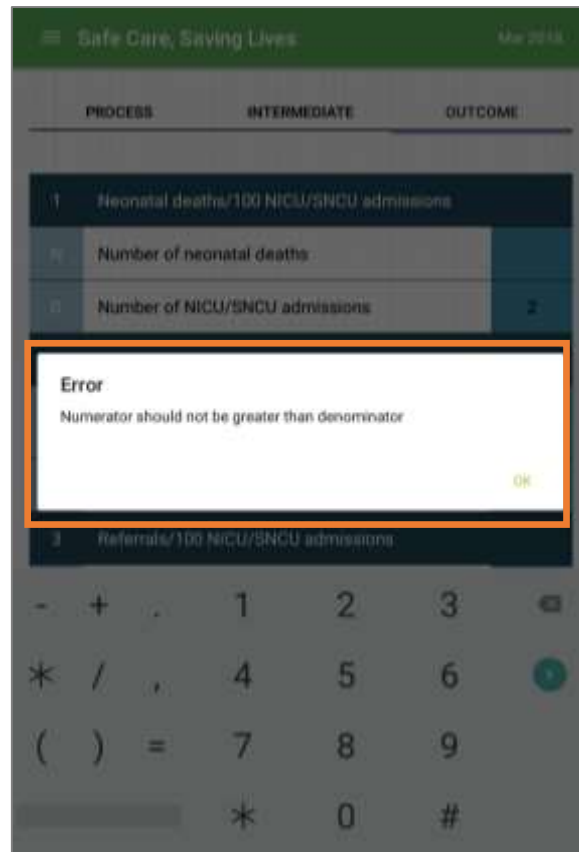 Safe Care, Saving Lives
Mar 2018
PROCESS INTERMEDIATE OUTCOME
1 Neonatal deaths/100 NICU/SNCU admissions
N Number of neonatal deaths
D Number of NICU/SNCU admissions 2
Error
Numerator should not be greater than denominator
OK
3 Referrals/100 NICU/SNCU admissions
- + . 1 2 3
* / , 4 5 6
( ) = 7 8 9
* 0 #